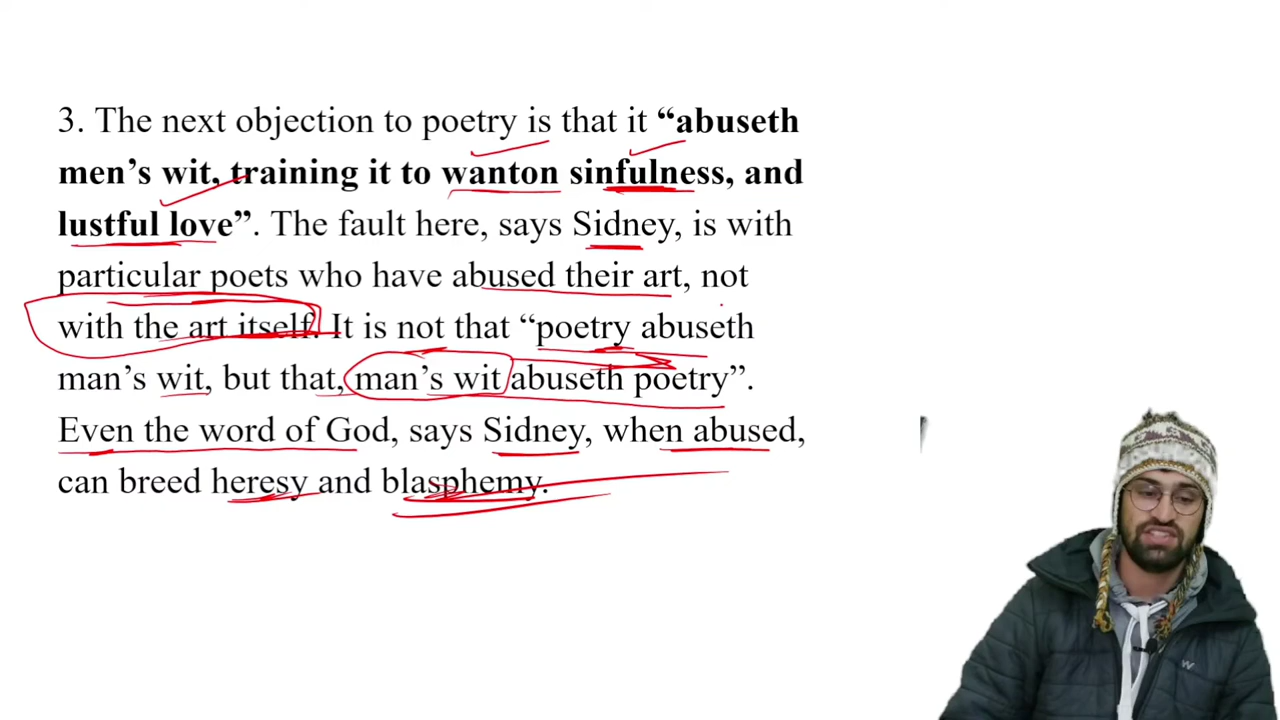 3. The next objection to poetry is that it “abuseth
men’s wit, training it to wanton sinfulness, and
lustful love”. The fault here, says Sidney, is with
particular poets who have abused their art, not
with the art itself. It is not that “poetry abuseth
man’s wit, but that, man’s wit abuseth poetry”.
Even the word of God, says Sidney, when abused,
can breed heresy and blasphemy.